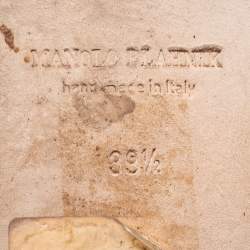 MANOLO BLAHNIK
hand made in Italy
39½